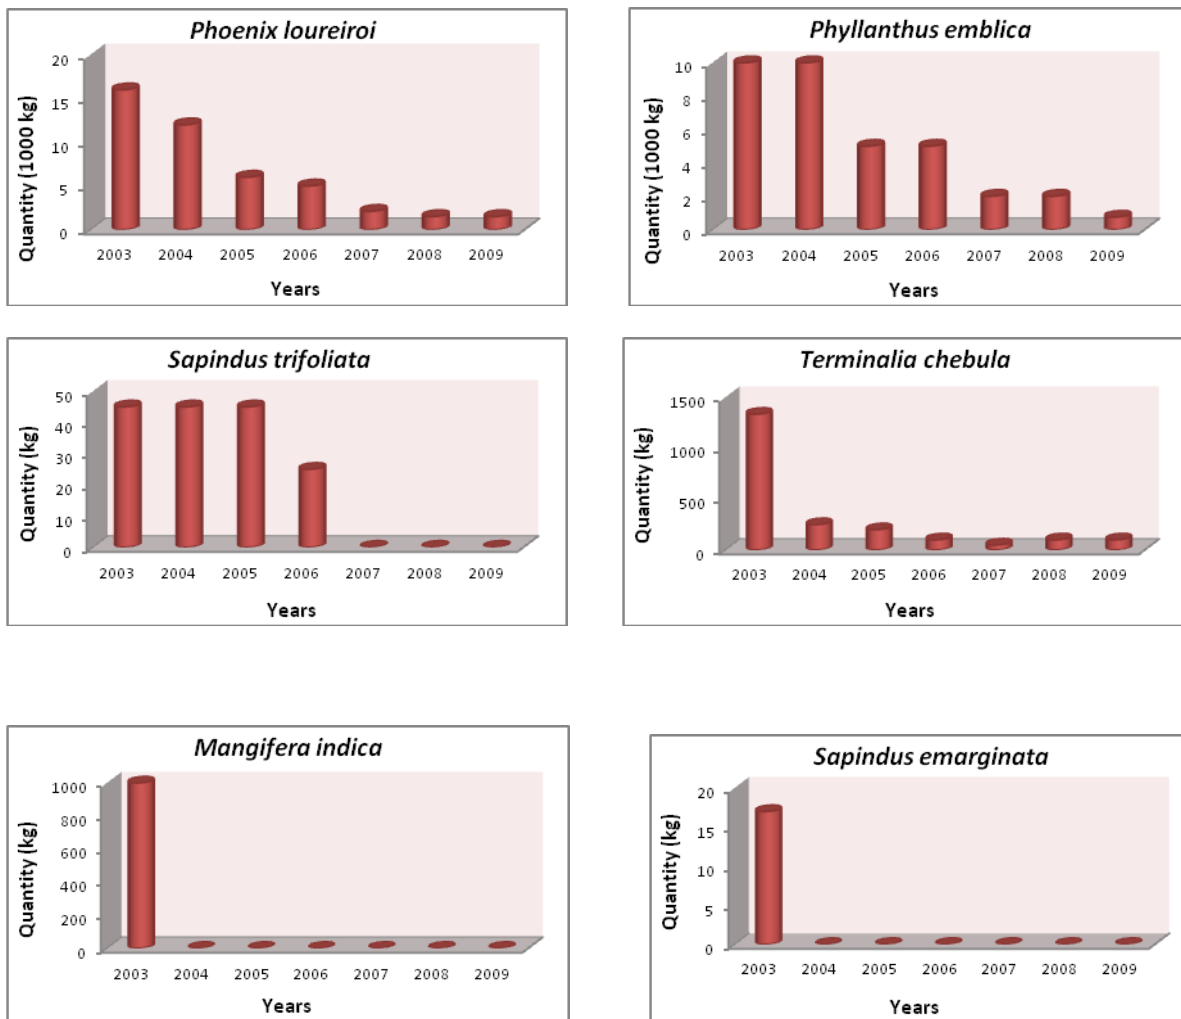 Phoenix loureiroi
Quantity (1000 kg)
20
15
10
5
0
2003 2004 2005 2006 2007 2008 2009
Years
Phyllanthus emblica
Quantity (1000 kg)
10
8
6
4
2
0
2003 2004 2005 2006 2007 2008 2009
Years
Sapindus trifoliata
Quantity (kg)
50
40
30
20
10
0
2003 2004 2005 2006 2007 2008 2009
Years
Terminalia chebula
Quantity (kg)
1500
1000
500
0
2003 2004 2005 2006 2007 2008 2009
Years
Mangifera indica
Quantity (kg)
1000
800
600
400
200
0
2003 2004 2005 2006 2007 2008 2009
Years
Sapindus emarginata
Quantity (kg)
20
15
10
5
0
2003 2004 2005 2006 2007 2008 2009
Years